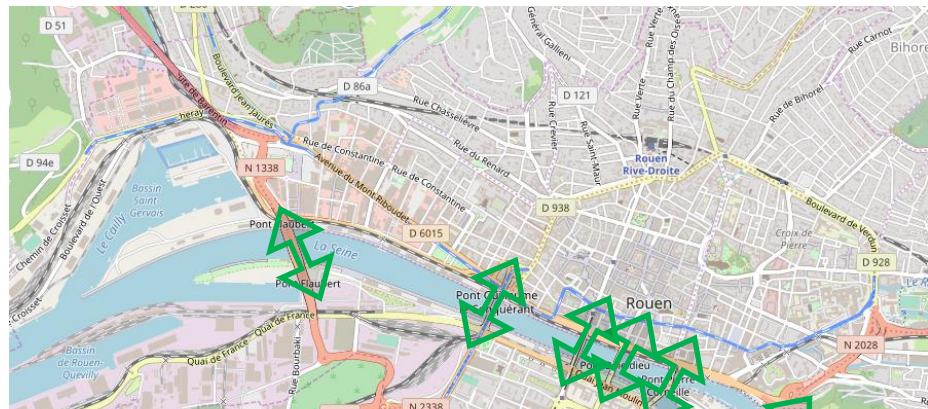 D 51
Général Gallieni
Rue Verte
Rue du Champ des Oiseaux
Rue Carnot
Bihorel
D 86a
D 121
Boulevard Jean Jaurès
Rue Chasselièvre
Rue Crevier
Rue Verte
Rue de Bihorel
D 94e
Rue de Constantine
Rue de Constantine
Rue du Renard
Rue Saint-Maur
Rouen
Rive-Droite
N 1338
Avenue du Mont Riboudet
Bassin
Saint
Gervais
Le Cailly
Chemin de Croisset
Boulevard de l'Ouest
D 938
Boulevard de Verdun
D 6015
La Seine
Croix de
Pierre
D 928
Pont Flaubert
Pont Guillaume
Rouen
Quai de France
Quai de France
Rue Bourbaki
Bassin
de Rouen-
Quevilly
N 2028
Corneille
N 2338